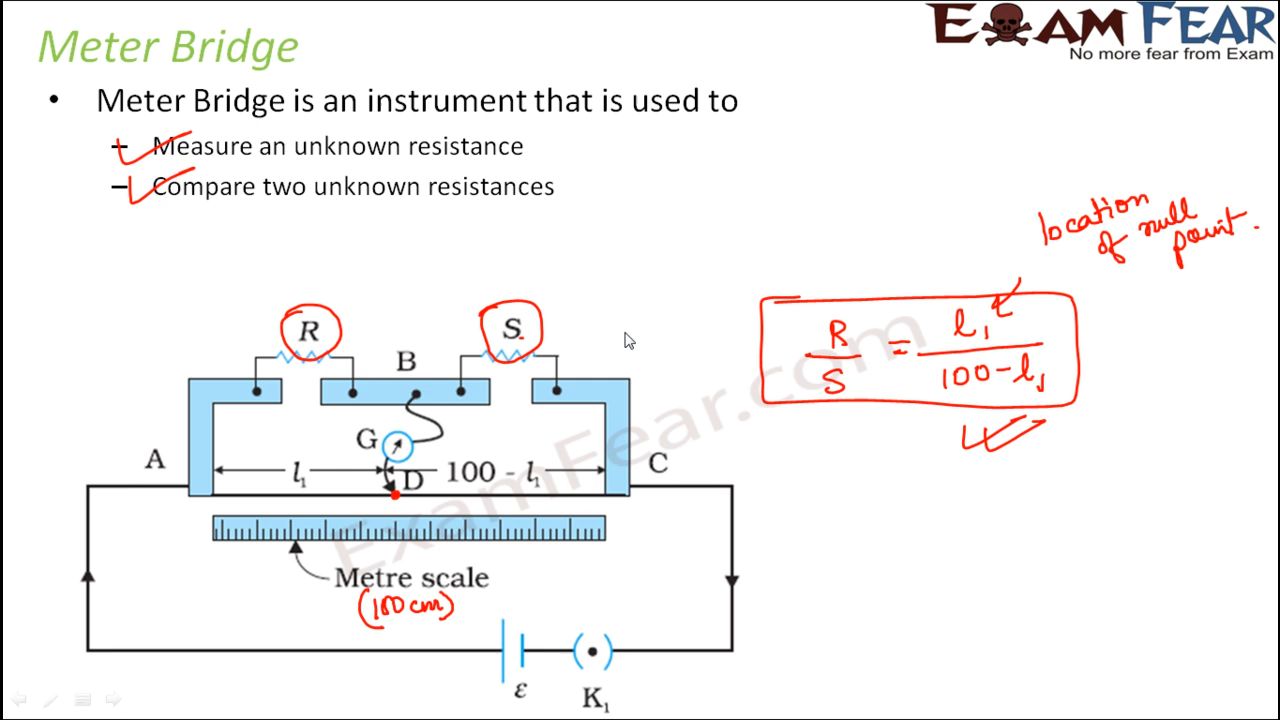 Meter Bridge
EXAM FEAR
No more fear from Exam
• Meter Bridge is an instrument that is used to
– Measure an unknown resistance
– Compare two unknown resistances
location
of null
point.
R
S
B
R/S = l₁/(100-l₁)
G
A
l₁
D
100 - l₁
C
ExamFear.com
Metre scale
(100cm)
ε
K₁